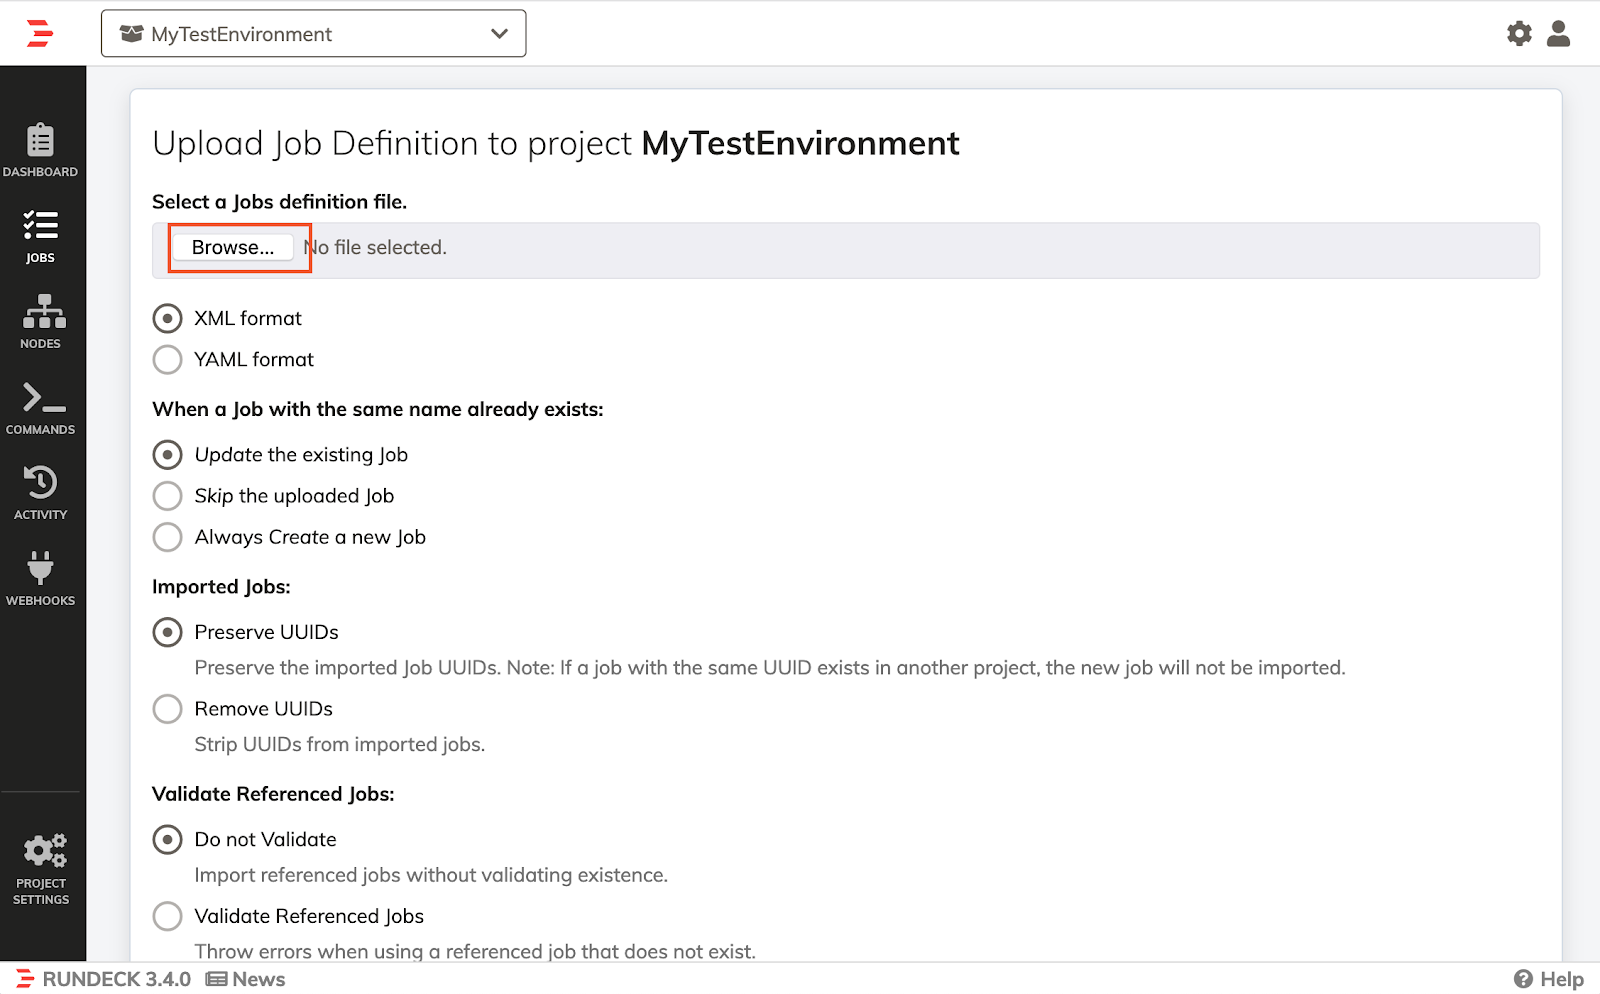 MyTestEnvironment
DASHBOARD
JOBS
NODES
COMMANDS
ACTIVITY
WEBHOOKS
PROJECT
SETTINGS
Upload Job Definition to project MyTestEnvironment
Select a Jobs definition file.
Browse... No file selected.
XML format
YAML format
When a Job with the same name already exists:
Update the existing Job
Skip the uploaded Job
Always Create a new Job
Imported Jobs:
Preserve UUIDs
Preserve the imported Job UUIDs. Note: If a job with the same UUID exists in another project, the new job will not be imported.
Remove UUIDs
Strip UUIDs from imported jobs.
Validate Referenced Jobs:
Do not Validate
Import referenced jobs without validating existence.
Validate Referenced Jobs
Throw errors when using a referenced job that does not exist.
RUNDECK 3.4.0 News
Help